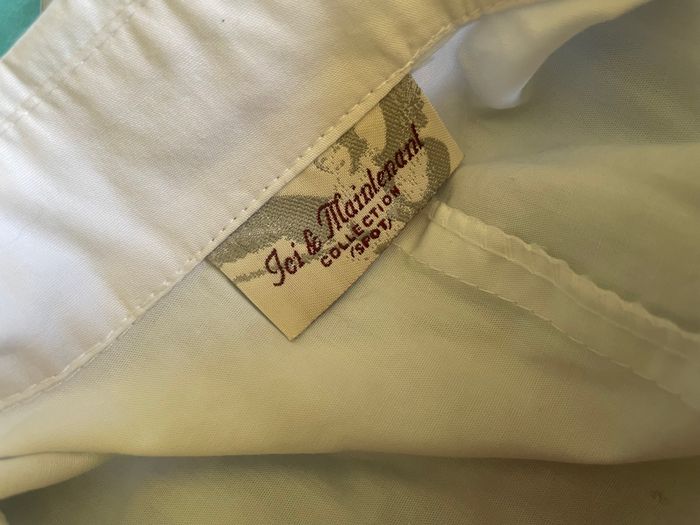 Ici & Maintenant
COLLECTION
/SPOT/